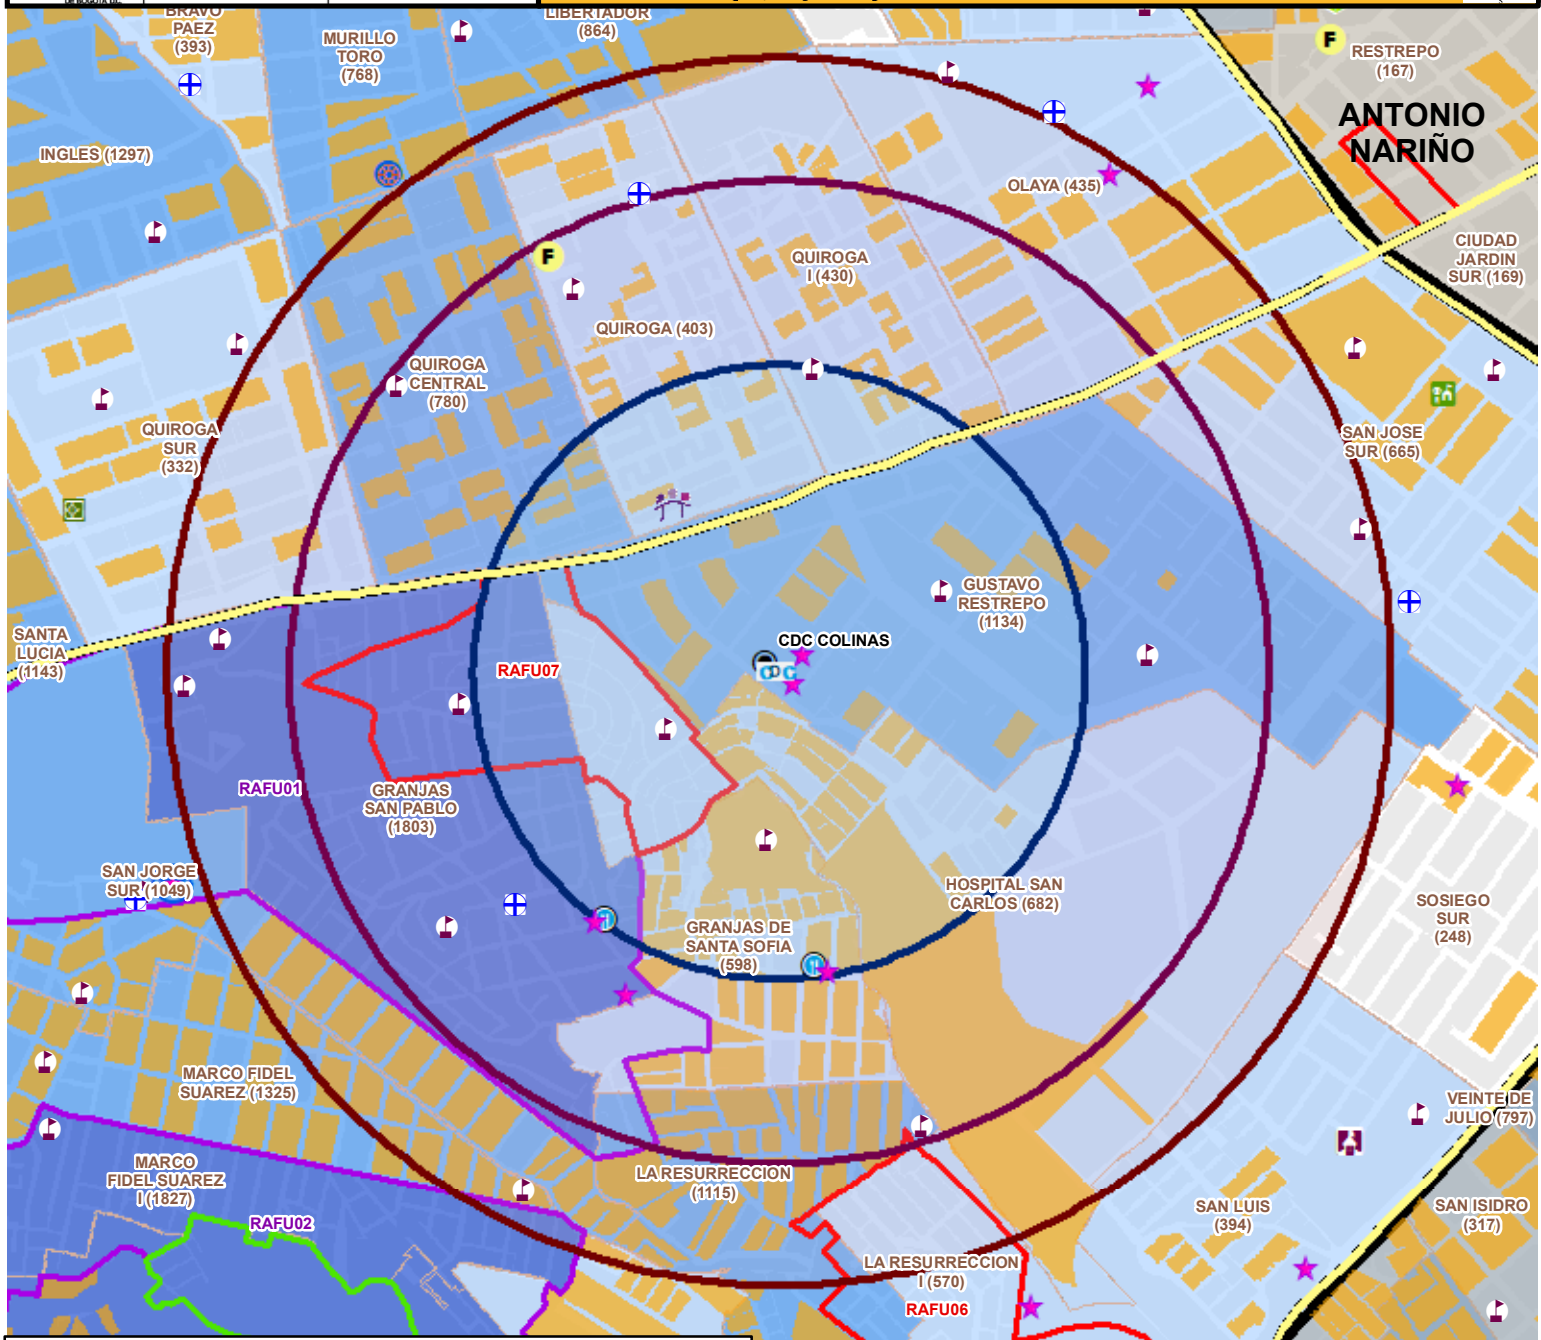 BRAVO
PAEZ
(393)
MURILLO
TORO
(768)
LIBERTADOR
(864)
F
RESTREPO
(167)
ANTONIO
NARIÑO
INGLES (1297)
OLAYA (435)
CIUDAD
JARDIN
SUR (169)
F
QUIROGA
I (430)
QUIROGA (403)
QUIROGA
CENTRAL
(780)
QUIROGA
SUR
(332)
SAN JOSE
SUR (665)
GUSTAVO
RESTREPO
(1134)
SANTA
LUCIA
(1143)
CDC COLINAS
RAFU07
RAFU01
GRANJAS
SAN PABLO
(1803)
SAN JORGE
SUR (1049)
HOSPITAL SAN
CARLOS (682)
SOSIEGO
SUR
(248)
GRANJAS DE
SANTA SOFIA
(598)
MARCO FIDEL
SUAREZ (1325)
VEINTE DE
JULIO (797)
MARCO
FIDEL SUAREZ
I (1827)
LA RESURRECCION
(1115)
SAN LUIS
(394)
SAN ISIDRO
(317)
RAFU02
LA RESURRECCION
I (570)
RAFU06